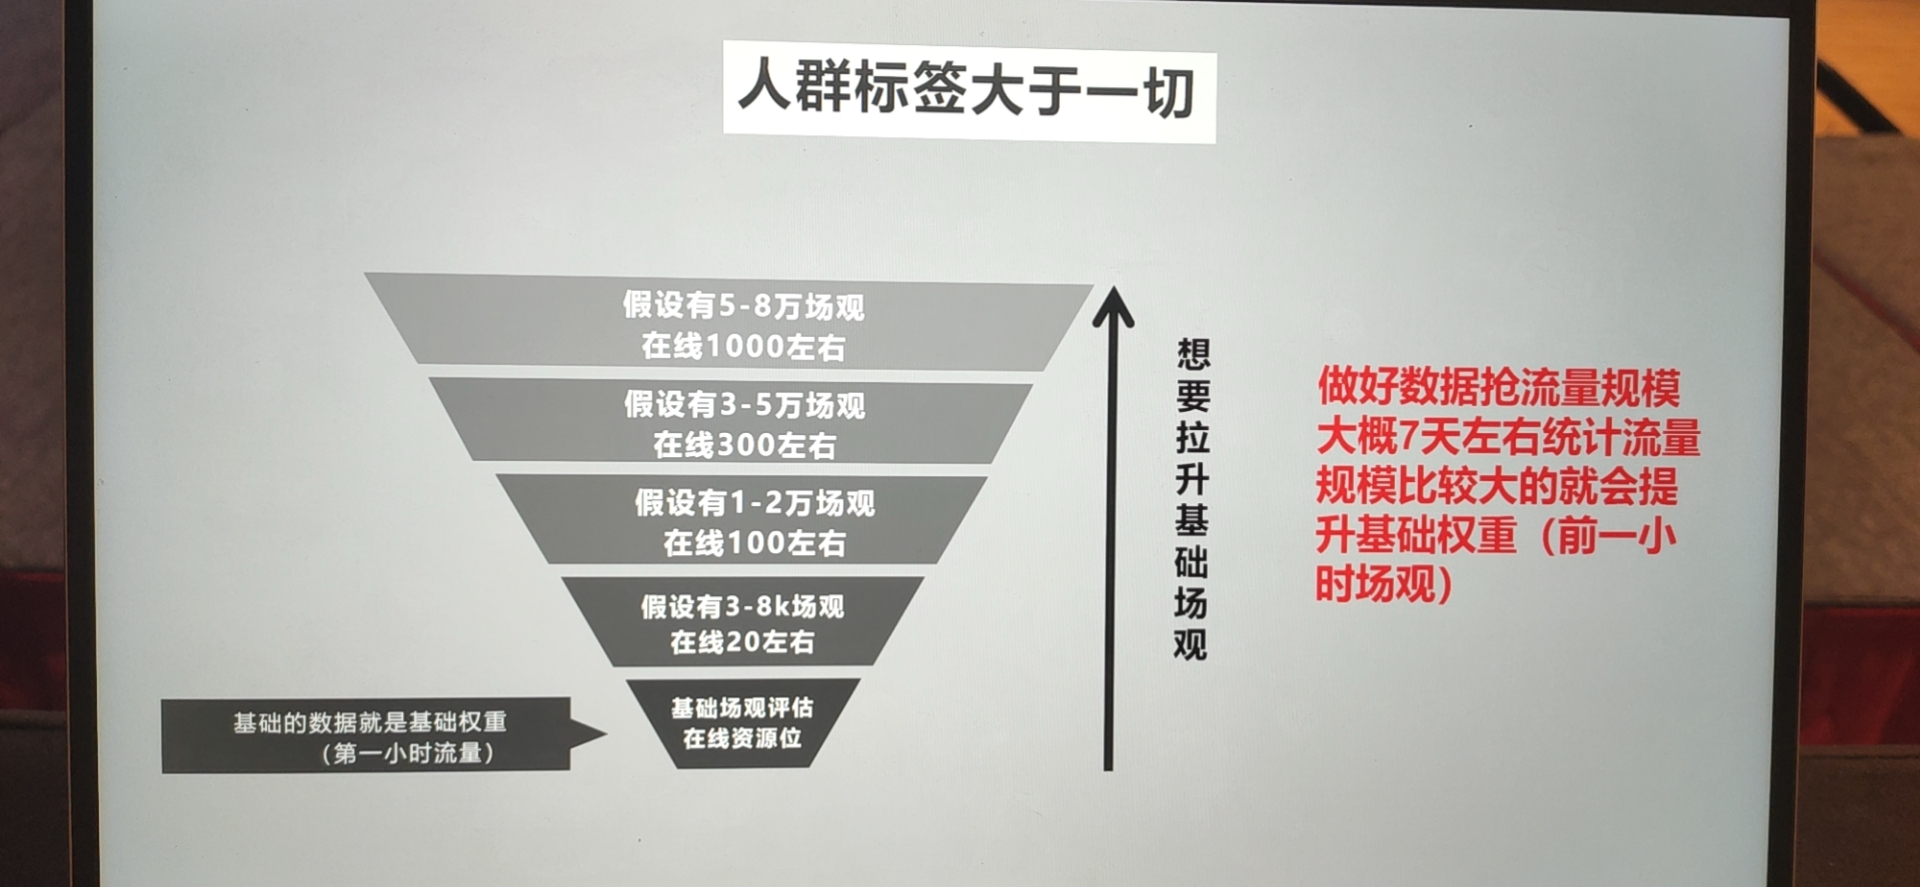 人群标签大于一切
假设有5-8万场观
在线1000左右
假设有3-5万场观
在线300左右
假设有1-2万场观
在线100左右
假设有3-8k场观
在线20左右
基础场观评估
在线资源位
基础的数据就是基础权重
（第一小时流量）
想要拉升基础场观
做好数据抢流量规模
大概7天左右统计流量
规模比较大的就会提
升基础权重（前一小
时场观）